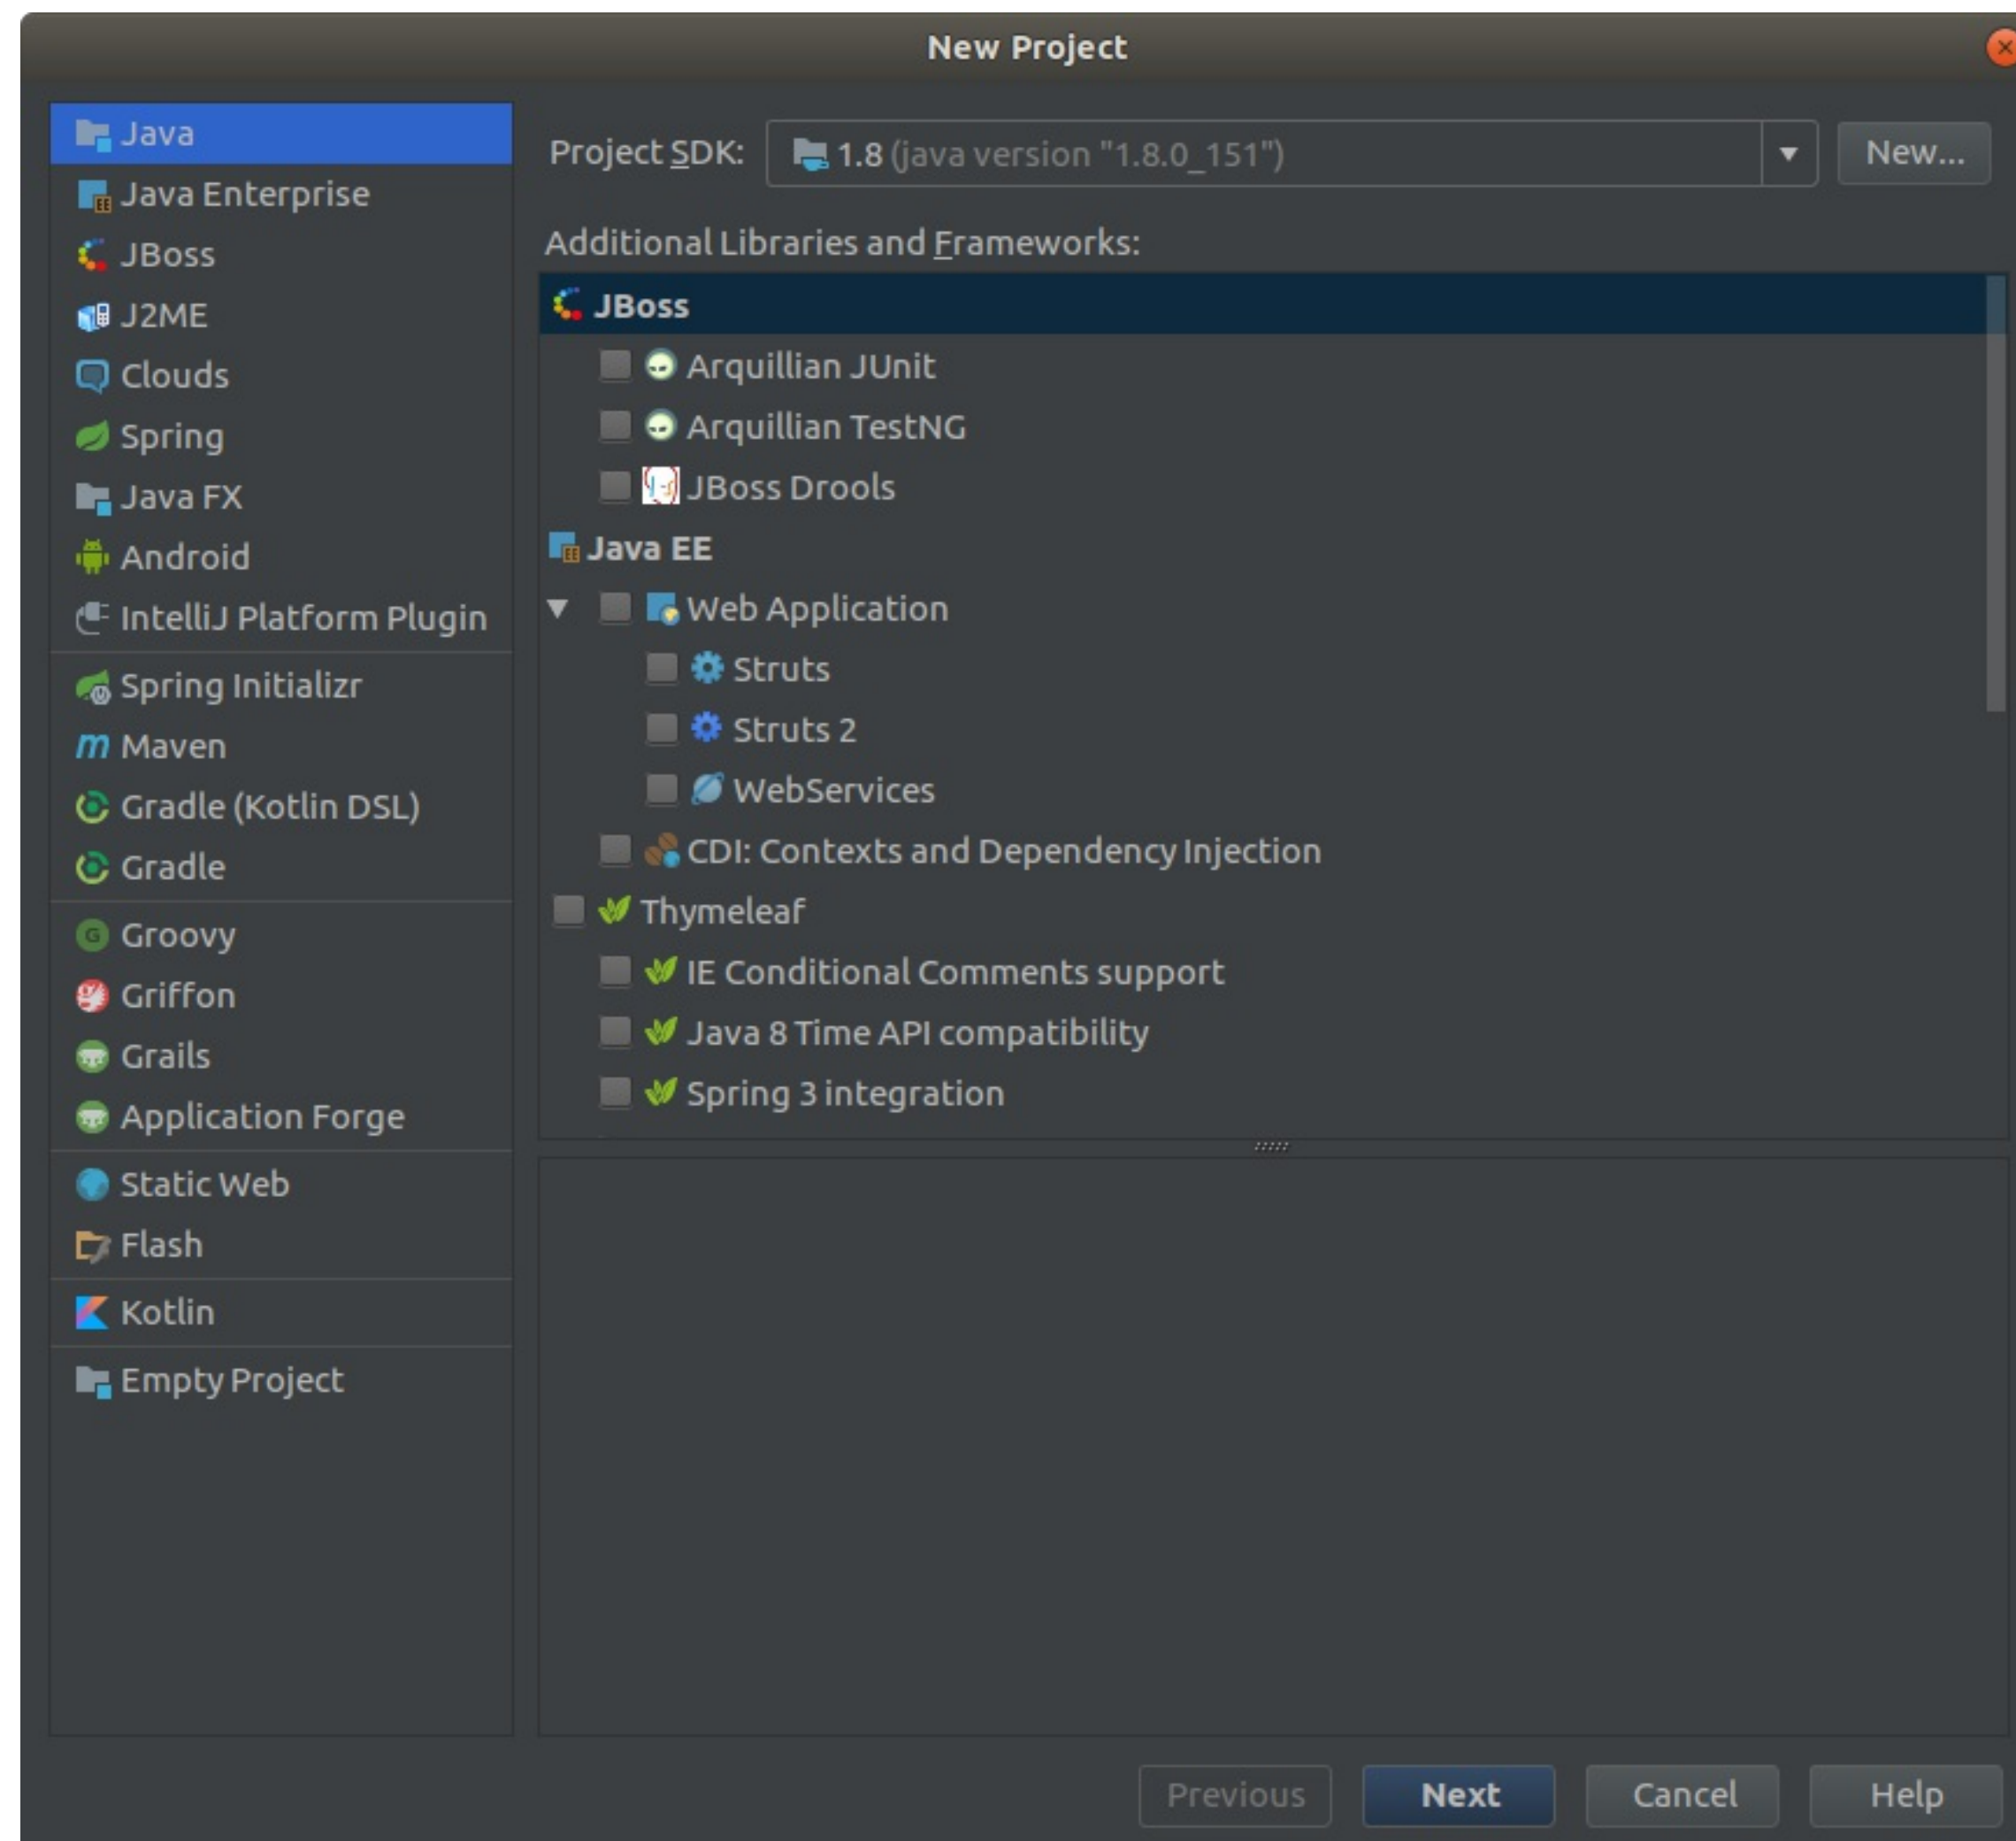 New Project
Java
Java Enterprise
JBoss
J2ME
Clouds
Spring
Java FX
Android
IntelliJ Platform Plugin
Spring Initializr
Maven
Gradle (Kotlin DSL)
Gradle
Groovy
Griffon
Grails
Application Forge
Static Web
Flash
Kotlin
Empty Project
Project SDK: 1.8 (java version "1.8.0_151") New...
Additional Libraries and Frameworks:
JBoss
Arquillian JUnit
Arquillian TestNG
JBoss Drools
Java EE
Web Application
Struts
Struts 2
WebServices
CDI: Contexts and Dependency Injection
Thymeleaf
IE Conditional Comments support
Java 8 Time API compatibility
Spring 3 integration
Previous Next Cancel Help